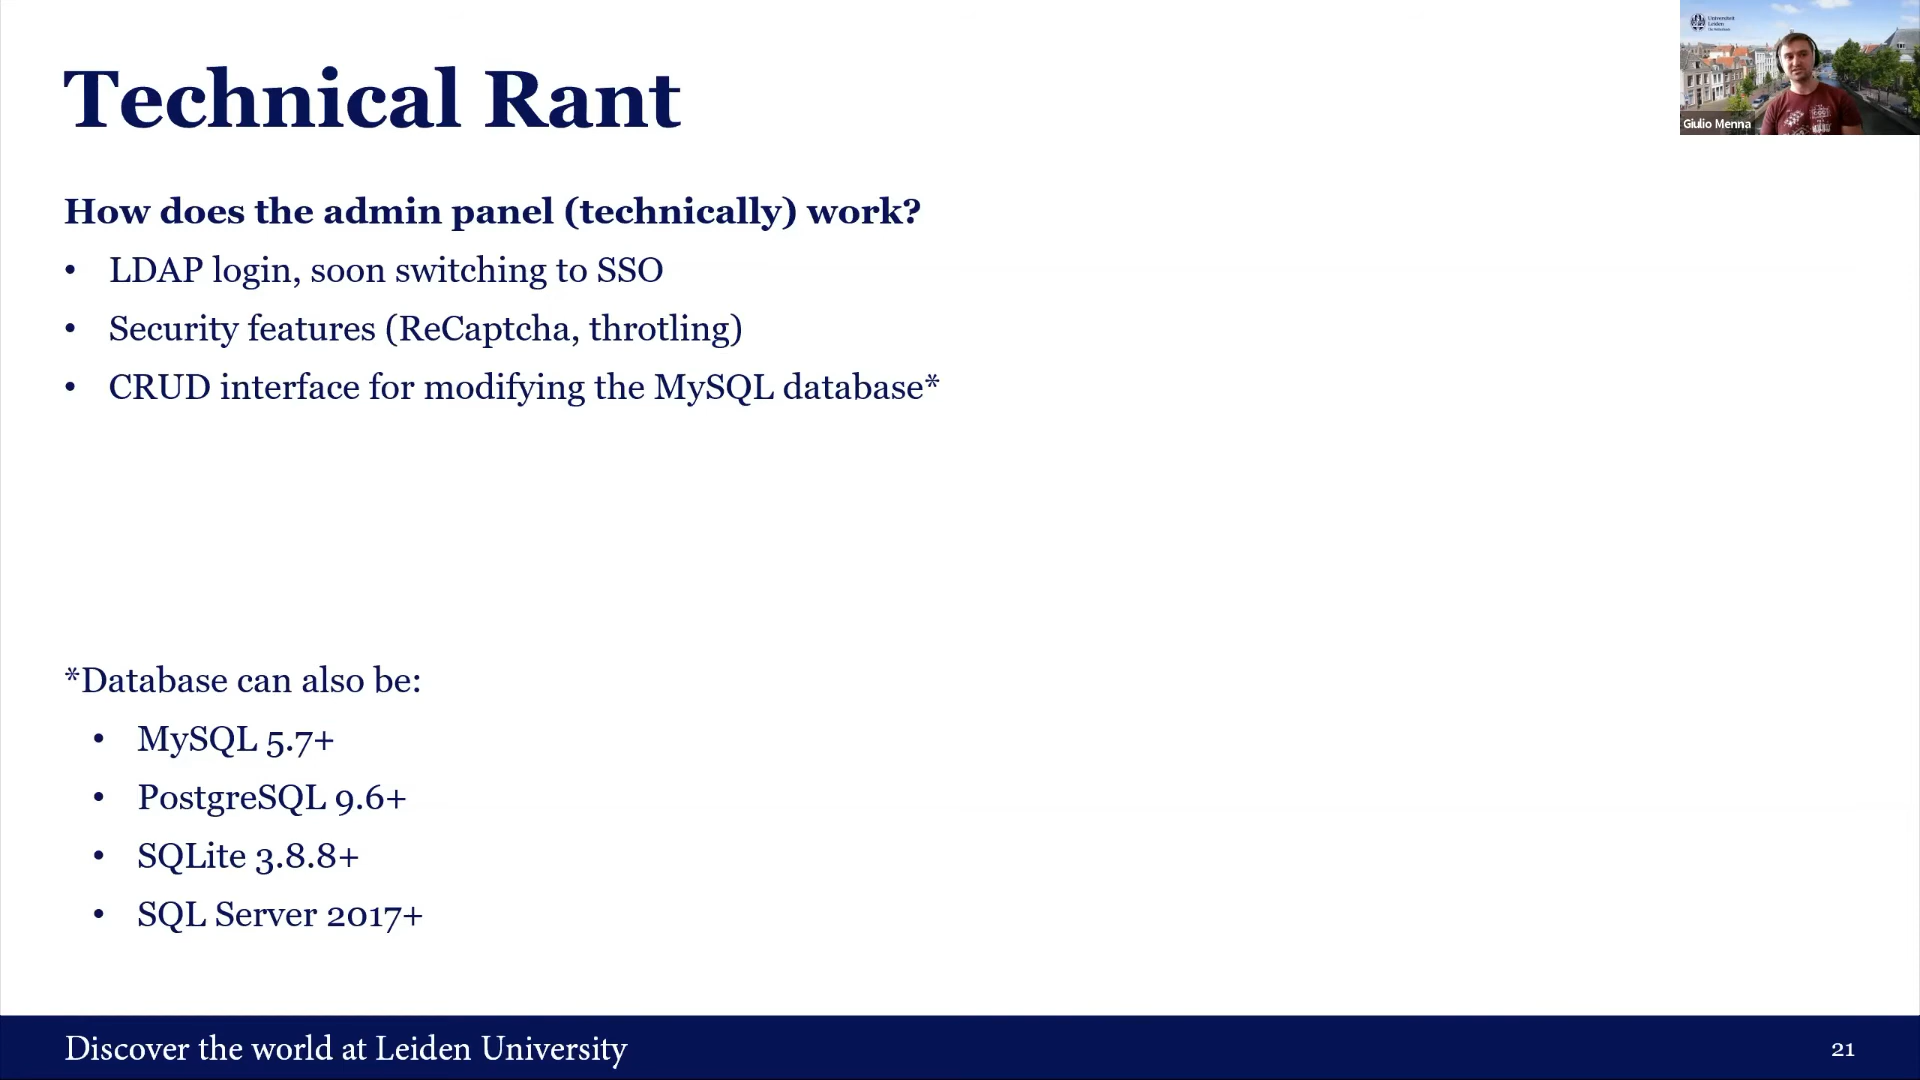 Technical Rant
How does the admin panel (technically) work?
• LDAP login, soon switching to SSO
• Security features (ReCaptcha, throtling)
• CRUD interface for modifying the MySQL database*
*Database can also be:
• MySQL 5.7+
• PostgreSQL 9.6+
• SQLite 3.8.8+
• SQL Server 2017+
Discover the world at Leiden University
21
Universiteit
Leiden
Giulio Menna